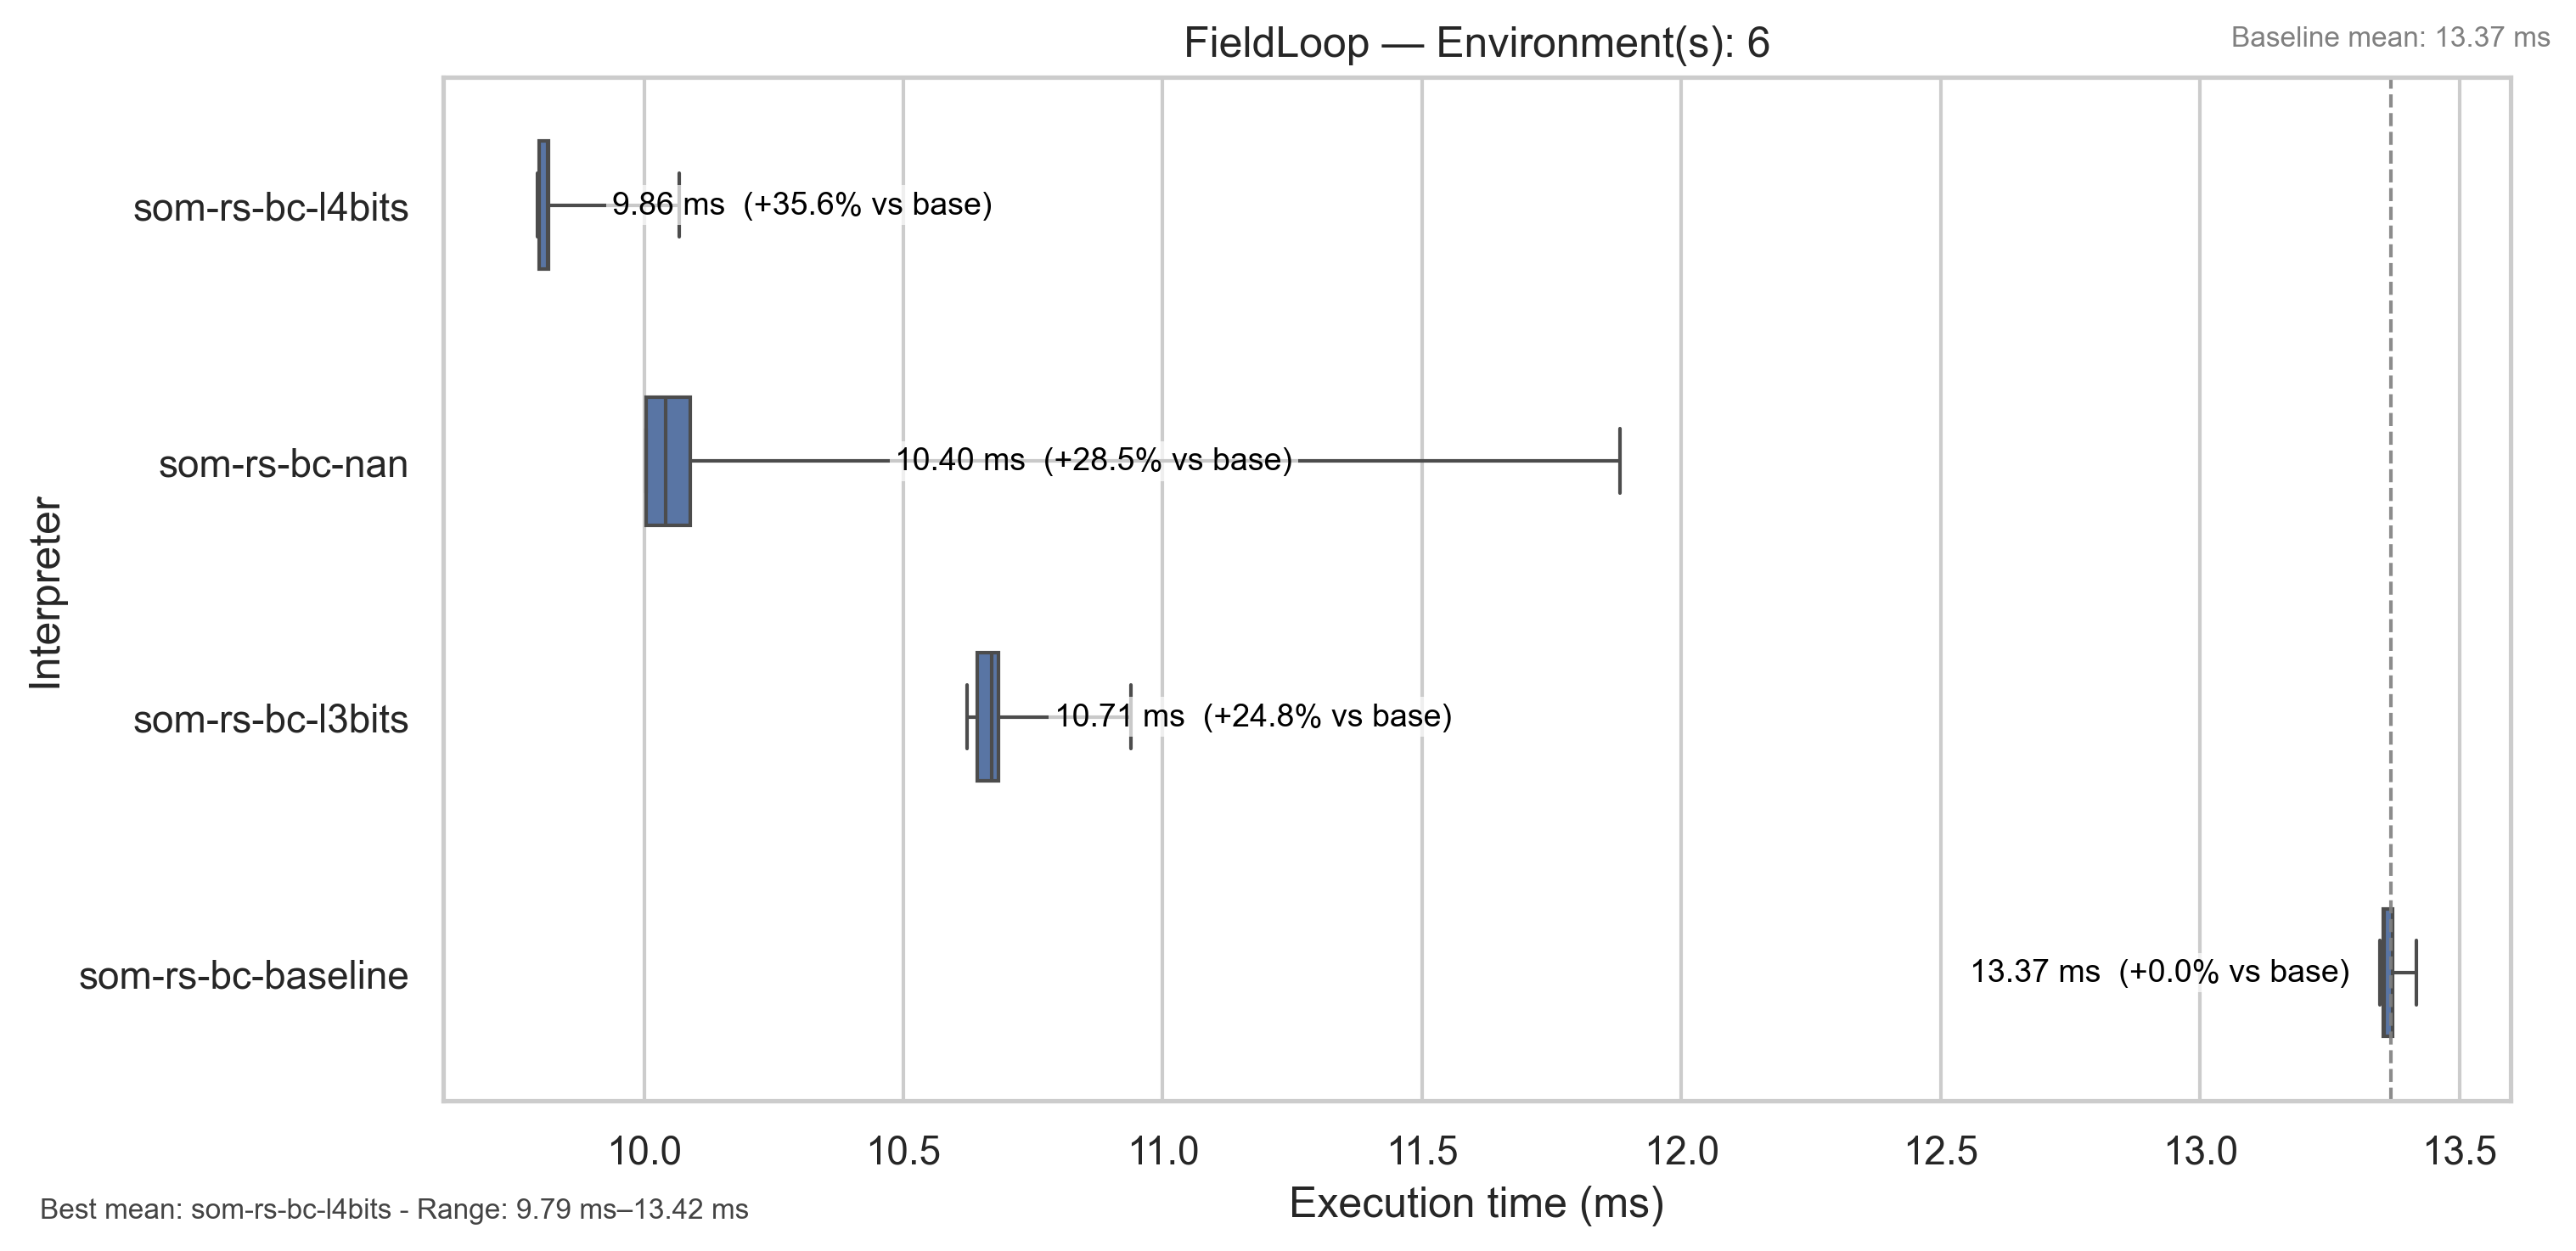 FieldLoop — Environment(s): 6
Baseline mean: 13.37 ms
Interpreter
som-rs-bc-l4bits
9.86 ms (+35.6% vs base)
som-rs-bc-nan
10.40 ms (+28.5% vs base)
som-rs-bc-l3bits
10.71 ms (+24.8% vs base)
som-rs-bc-baseline
13.37 ms (+0.0% vs base)
10.0 10.5 11.0 11.5 12.0 12.5 13.0 13.5
Execution time (ms)
Best mean: som-rs-bc-l4bits - Range: 9.79 ms–13.42 ms